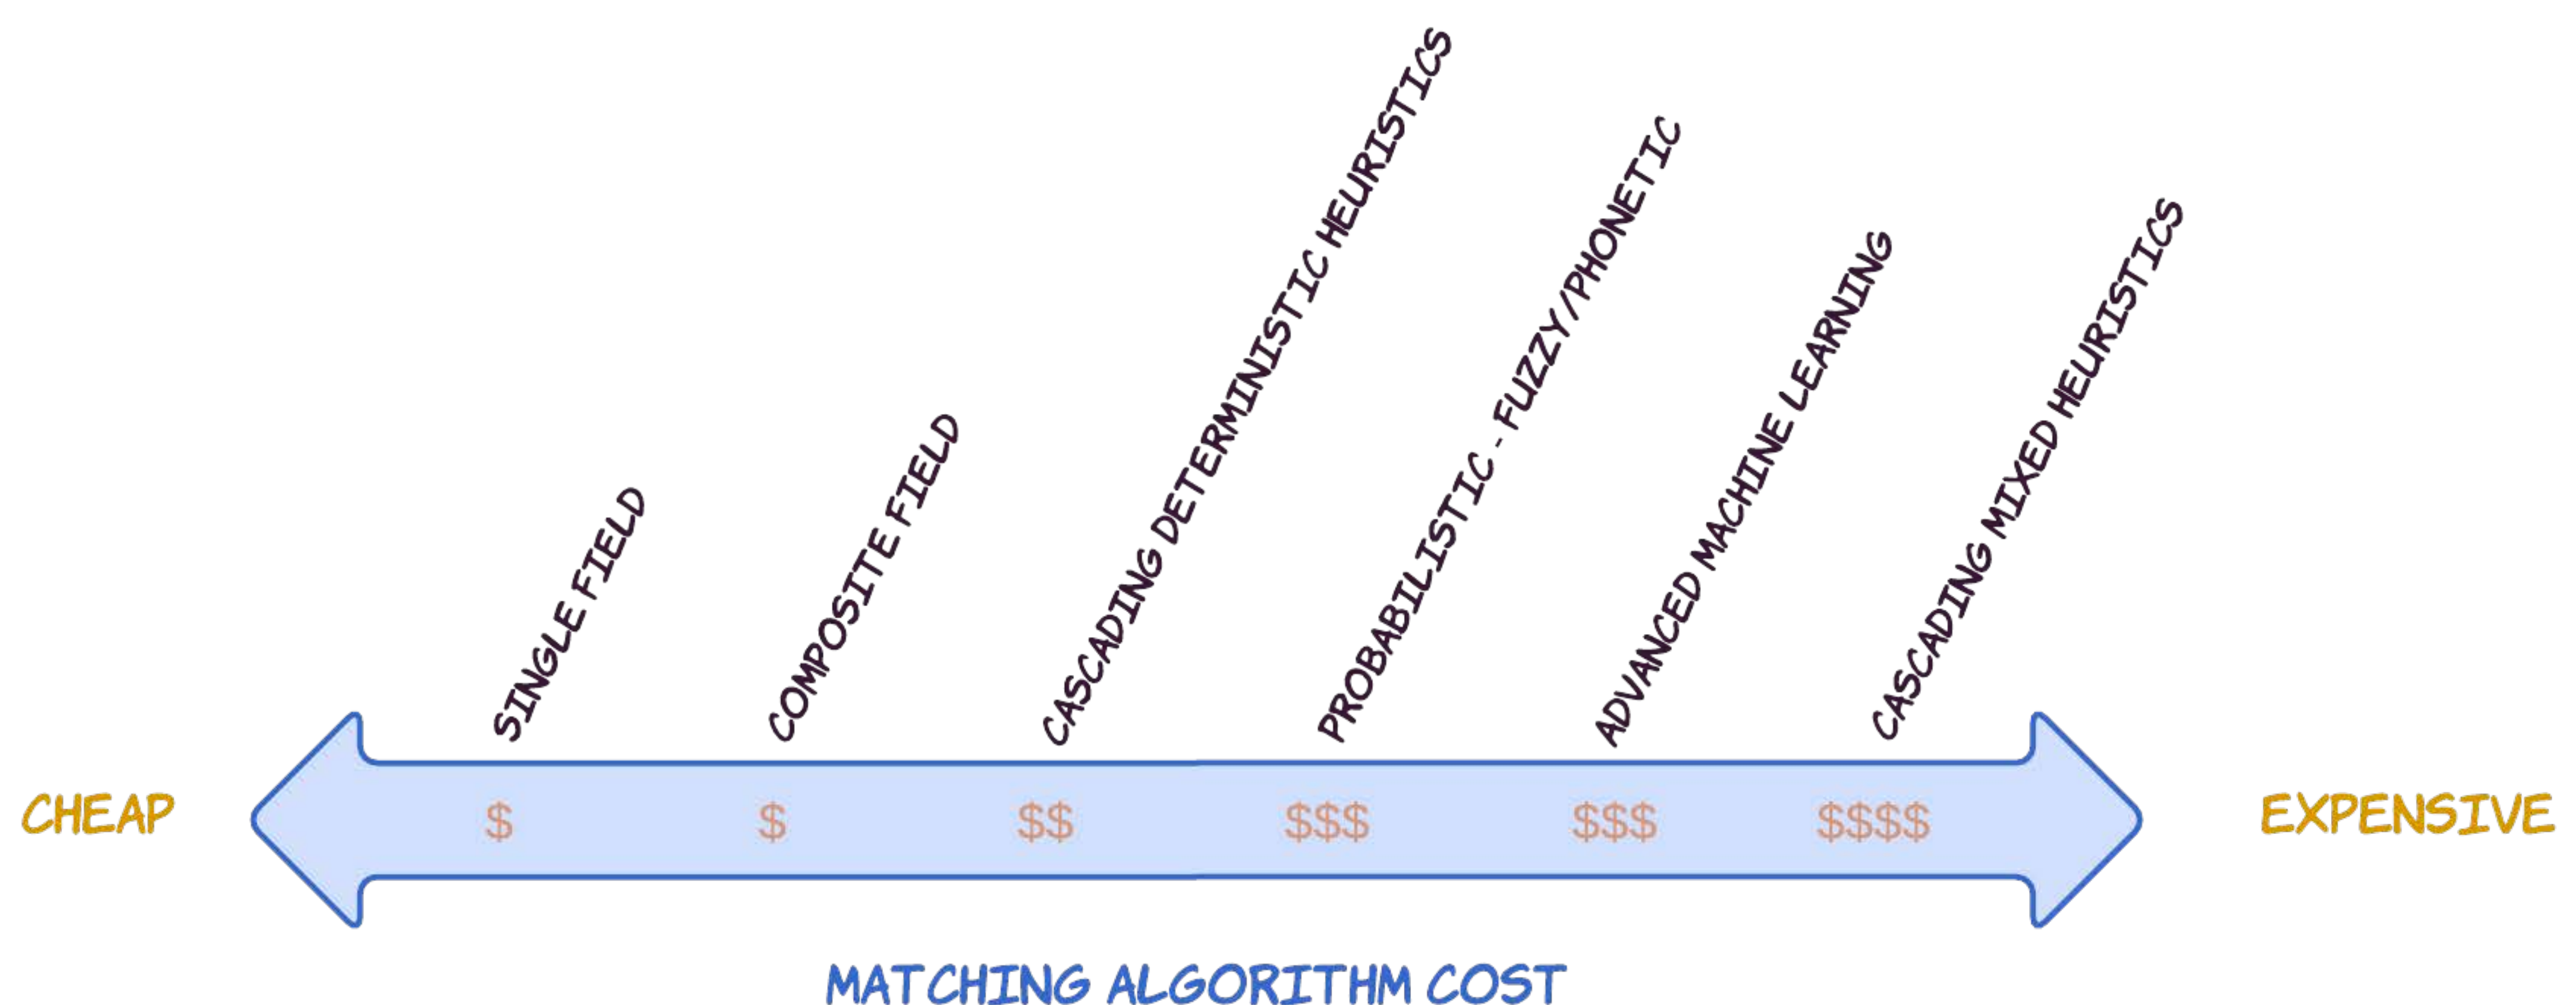 SINGLE FIELD
COMPOSITE FIELD
CASCADING DETERMINISTIC HEURISTICS
PROBABILISTIC - FUZZY/PHONETIC
ADVANCED MACHINE LEARNING
CASCADING MIXED HEURISTICS
CHEAP
$
$
$$
$$$
$$$
$$$$
EXPENSIVE
MATCHING ALGORITHM COST